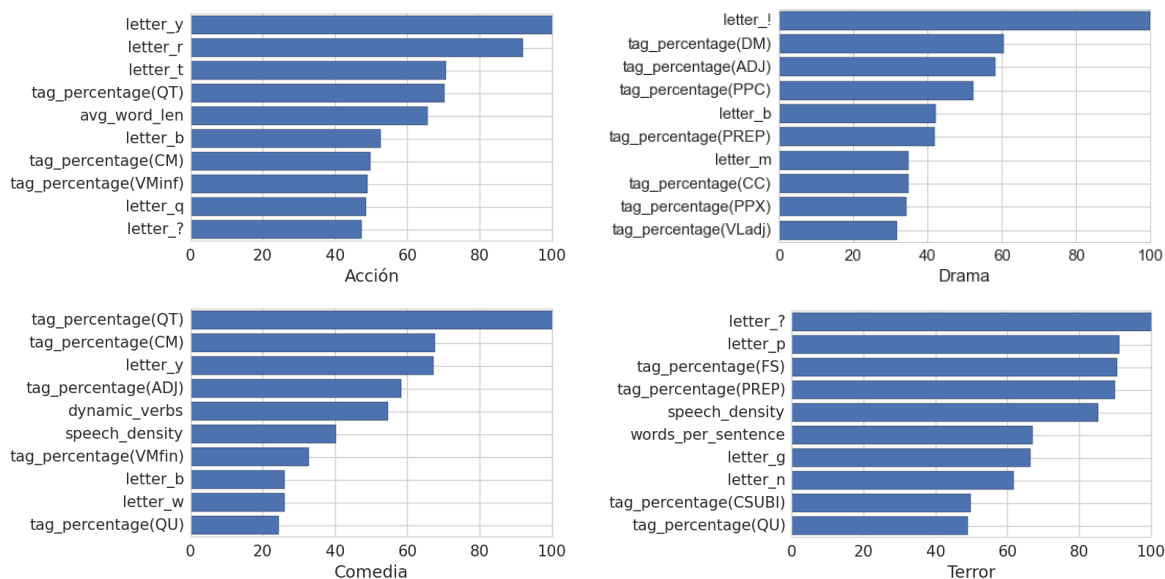 letter_y
letter_r
letter_t
tag_percentage(QT)
avg_word_len
letter_b
tag_percentage(CM)
tag_percentage(VMinf)
letter_q
letter_?
0 20 40 60 80 100
Acción
letter_!
tag_percentage(DM)
tag_percentage(ADJ)
tag_percentage(PPC)
letter_b
tag_percentage(PREP)
letter_m
tag_percentage(CC)
tag_percentage(PPX)
tag_percentage(VLadj)
0 20 40 60 80 100
Drama
tag_percentage(QT)
tag_percentage(CM)
letter_y
tag_percentage(ADJ)
dynamic_verbs
speech_density
tag_percentage(VMfin)
letter_b
letter_w
tag_percentage(QU)
0 20 40 60 80 100
Comedia
letter_?
letter_p
tag_percentage(FS)
tag_percentage(PREP)
speech_density
words_per_sentence
letter_g
letter_n
tag_percentage(CSUBI)
tag_percentage(QU)
0 20 40 60 80 100
Terror